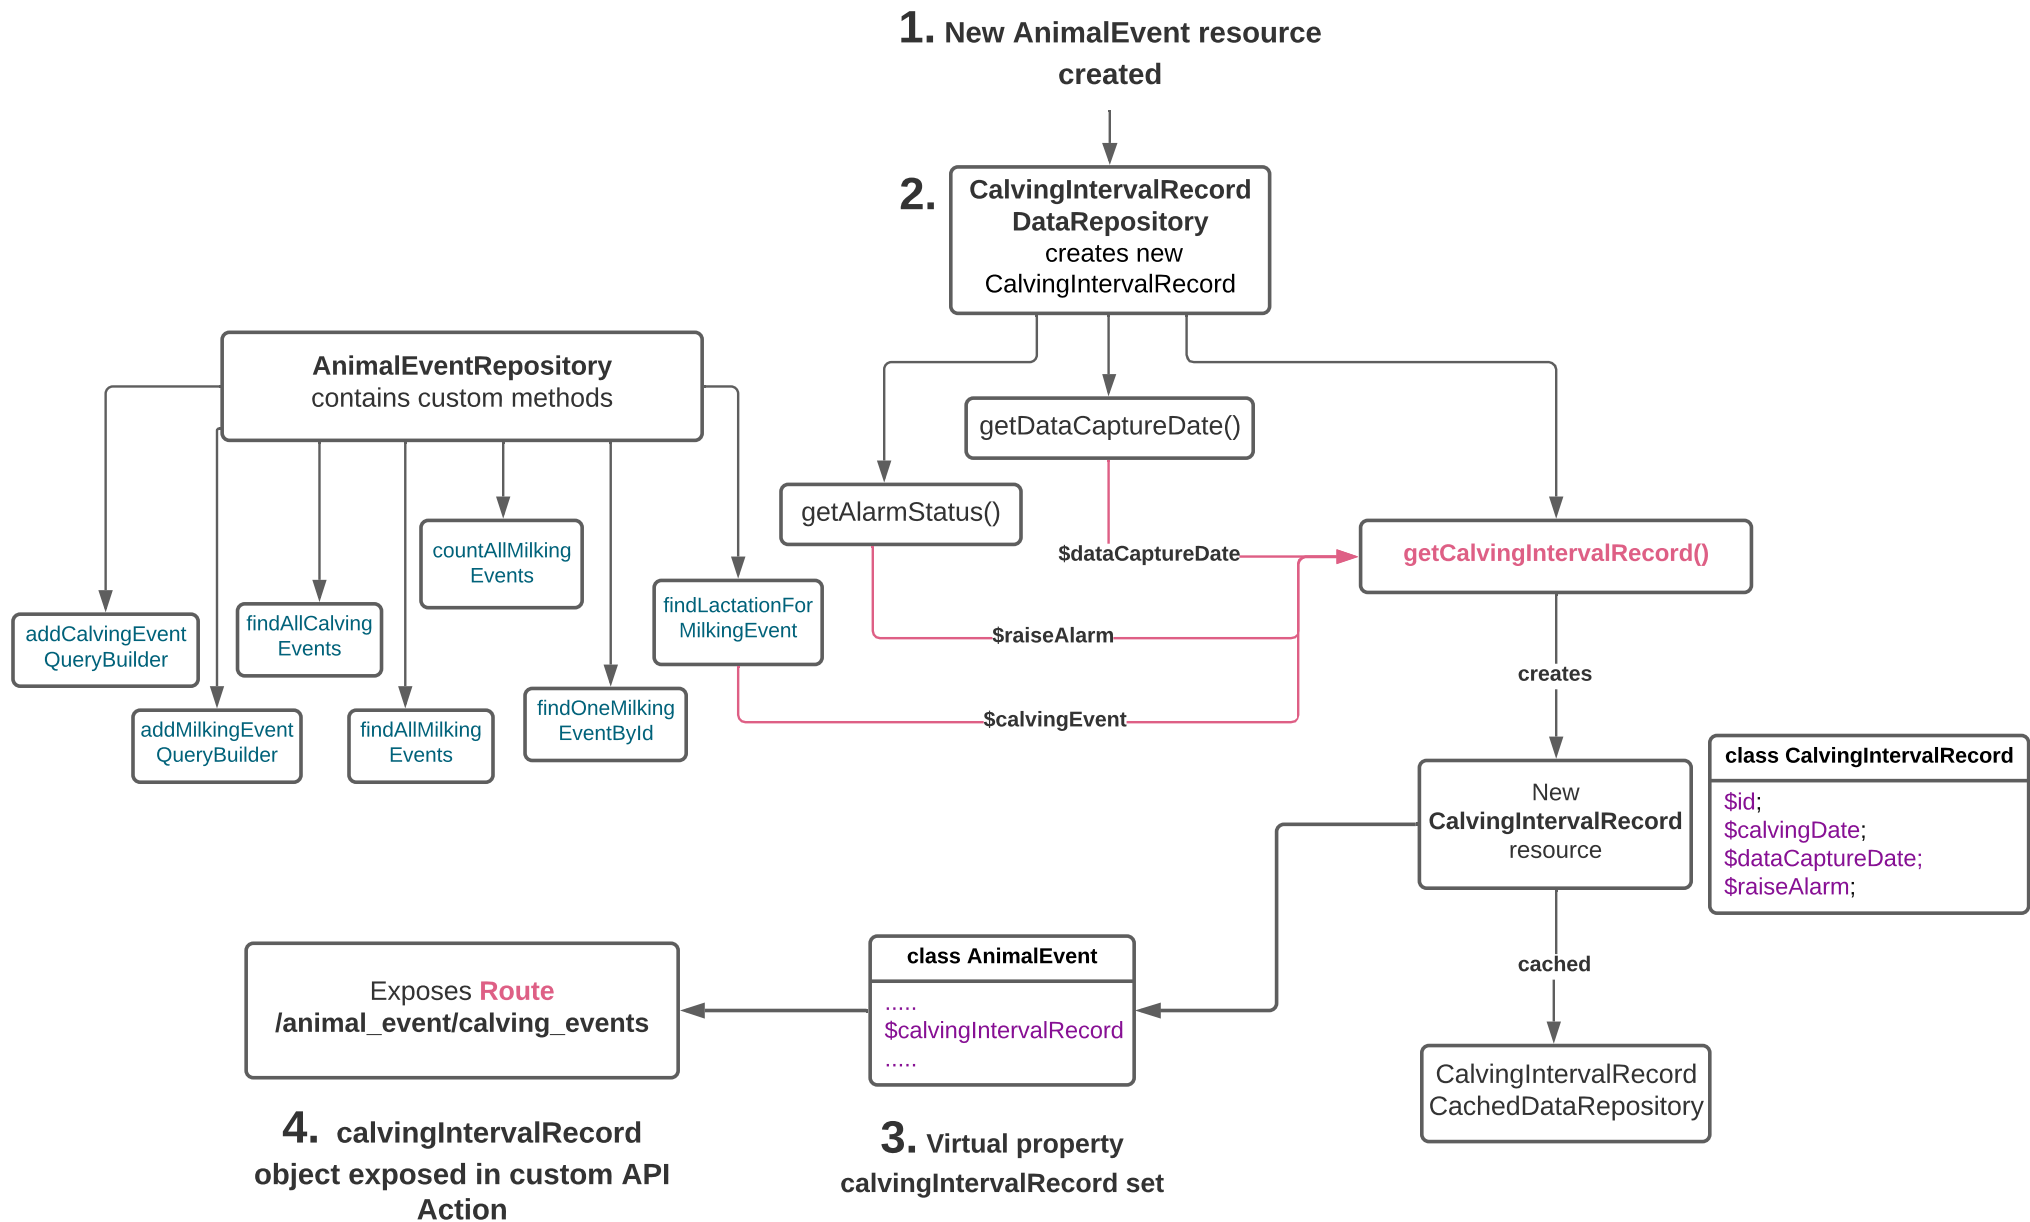 1. New AnimalEvent resource
created
2.
CalvingIntervalRecord
DataRepository
creates new
CalvingIntervalRecord
AnimalEventRepository
contains custom methods
getDataCaptureDate()
getAlarmStatus()
getCalvingIntervalRecord()
$dataCaptureDate
$raiseAlarm
$calvingEvent
countAllMilking
Events
findLactationFor
MilkingEvent
addCalvingEvent
QueryBuilder
findAllCalving
Events
addMilkingEvent
QueryBuilder
findAllMilking
Events
findOneMilking
EventById
creates
New
CalvingIntervalRecord
resource
class CalvingIntervalRecord
$id;
$calvingDate;
$dataCaptureDate;
$raiseAlarm;
cached
CalvingIntervalRecord
CachedDataRepository
class AnimalEvent
.....
$calvingIntervalRecord
.....
3. Virtual property
calvingIntervalRecord set
Exposes Route
/animal_event/calving_events
4. calvingIntervalRecord
object exposed in custom API
Action